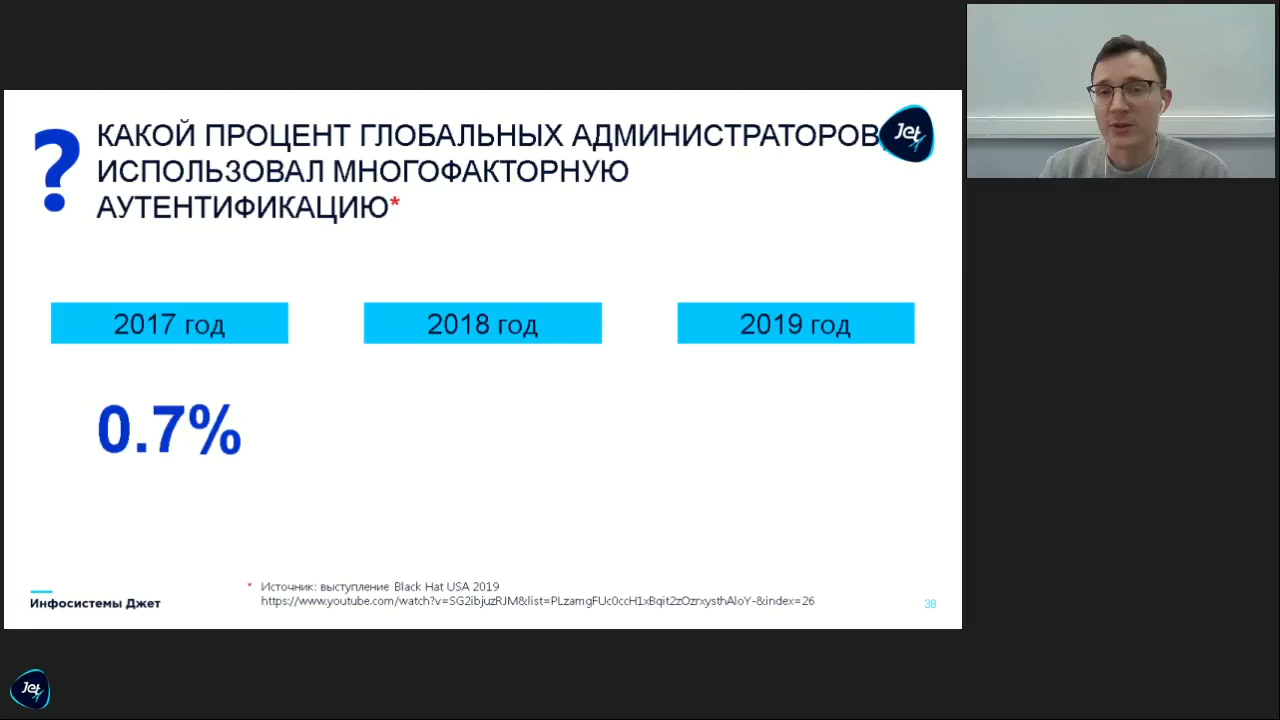 ?
КАКОЙ ПРОЦЕНТ ГЛОБАЛЬНЫХ АДМИНИСТРАТОРОВ
ИСПОЛЬЗОВАЛ МНОГОФАКТОРНУЮ
АУТЕНТИФИКАЦИЮ*
Jet
2017 год
2018 год
2019 год
0.7%
* Источник: выступление Black Hat USA 2019
https://www.youtube.com/watch?v=SG2ibjuzRJM&list=PLzamgFUc0ccH1xBqit2zOzrxysthAloY-&index=26
Инфосистемы Джет
38
Jet